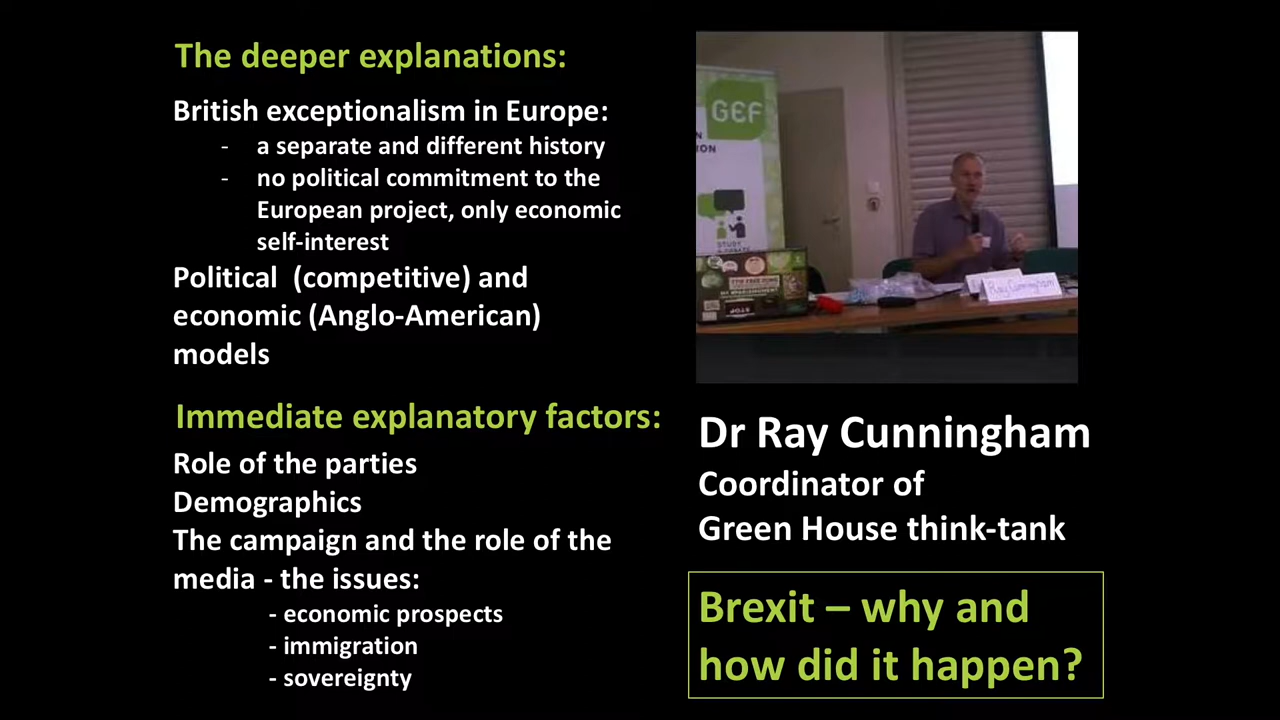 The deeper explanations:
British exceptionalism in Europe:
- a separate and different history
- no political commitment to the
European project, only economic
self-interest
Political (competitive) and
economic (Anglo-American)
models
Immediate explanatory factors:
Role of the parties
Demographics
The campaign and the role of the
media - the issues:
- economic prospects
- immigration
- sovereignty
GEF
STUDY
Ray Cunningham
Dr Ray Cunningham
Coordinator of
Green House think-tank
Brexit – why and
how did it happen?